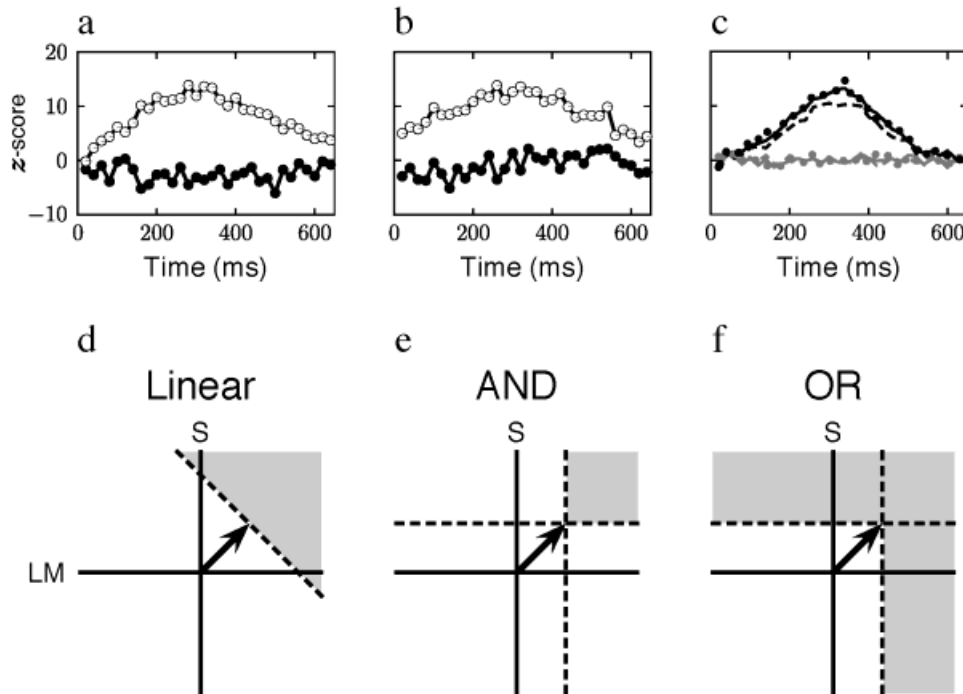 a b c
20
10
0
−10
z-score
0 200 400 600
0 200 400 600
0 200 400 600
Time (ms) Time (ms) Time (ms)
d e f
Linear AND OR
S S S
LM